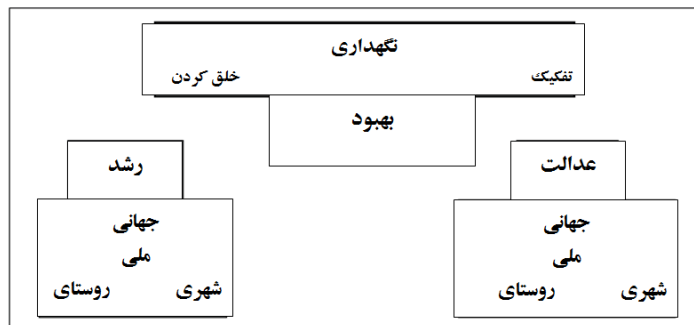 نگهداری
تفکیک خلق کردن
بهبود
عدالت رشد
جهانی جهانی
ملی ملی
شهری روستای شهری روستای